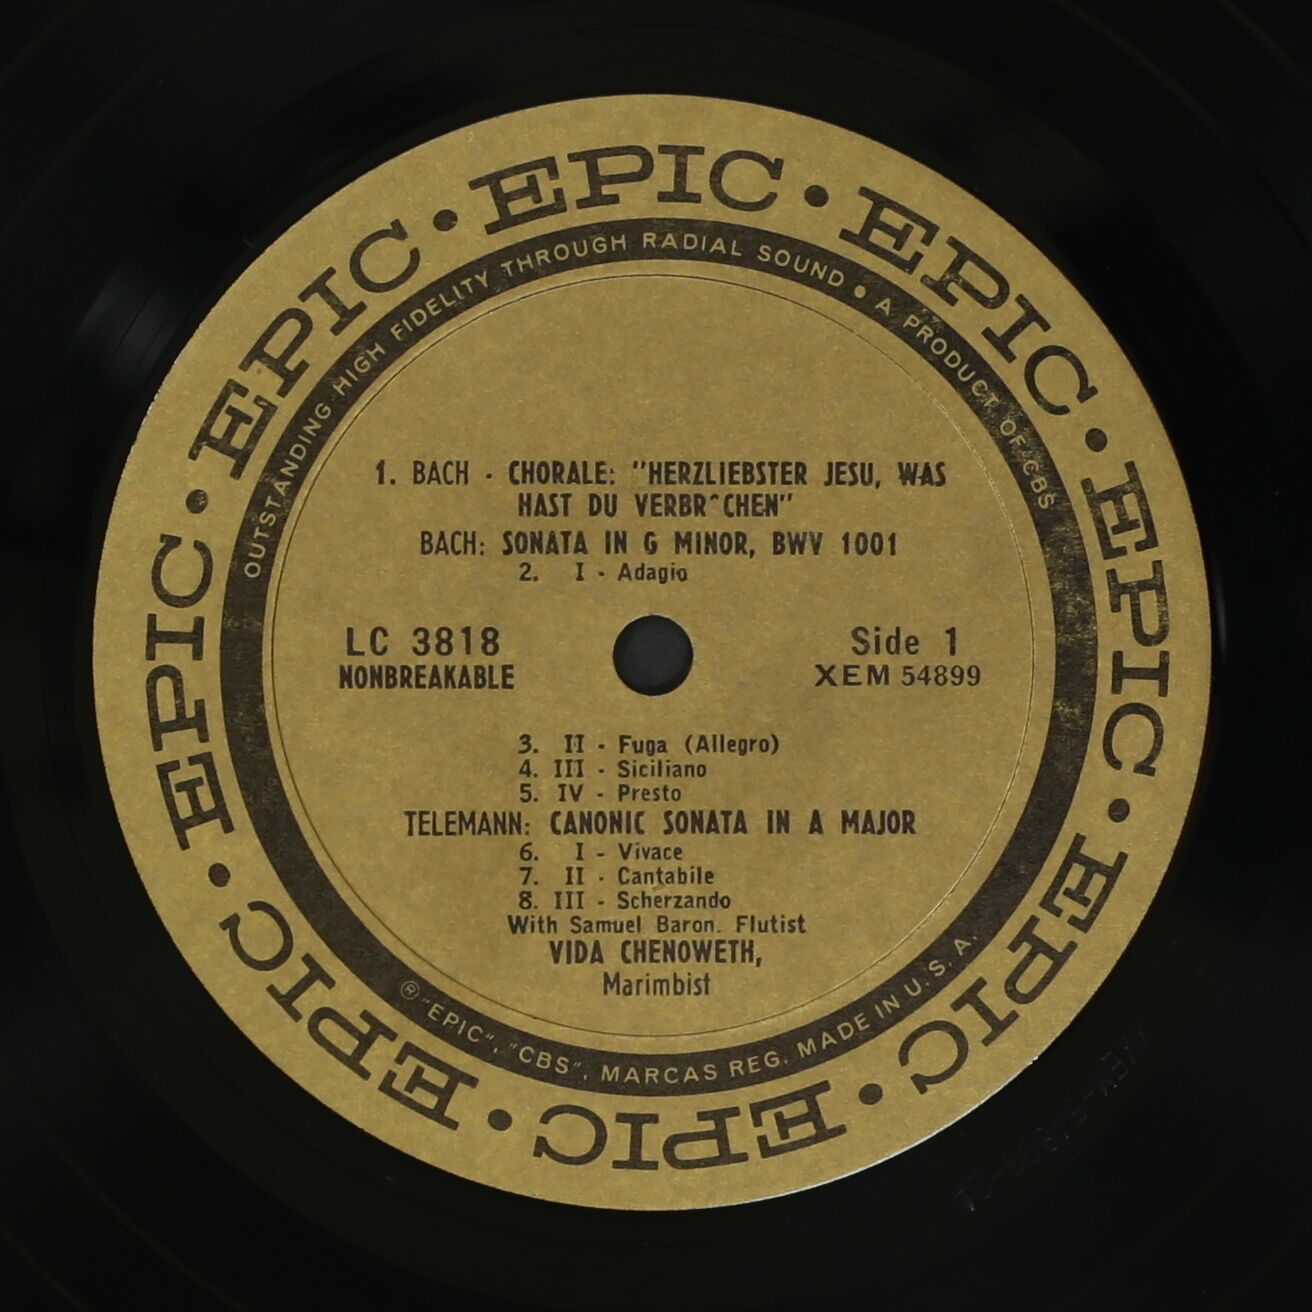 EPIC • EPIC • EPIC • EPIC • EPIC • EPIC • EPIC • EPIC •
OUTSTANDING HIGH FIDELITY THROUGH RADIAL SOUND • A PRODUCT OF CBS
1. BACH - CHORALE: "HERZLIEBSTER JESU, WAS
HAST DU VERBR^CHEN"
BACH: SONATA IN G MINOR, BWV 1001
2. I - Adagio
LC 3818
Side 1
NONBREAKABLE
XEM 54899
3. II - Fuga (Allegro)
4. III - Siciliano
5. IV - Presto
TELEMANN: CANONIC SONATA IN A MAJOR
6. I - Vivace
7. II - Cantabile
8. III - Scherzando
With Samuel Baron. Flutist
VIDA CHENOWETH,
Marimbist
® "EPIC", "CBS", MARCAS REG. MADE IN U.S.A.